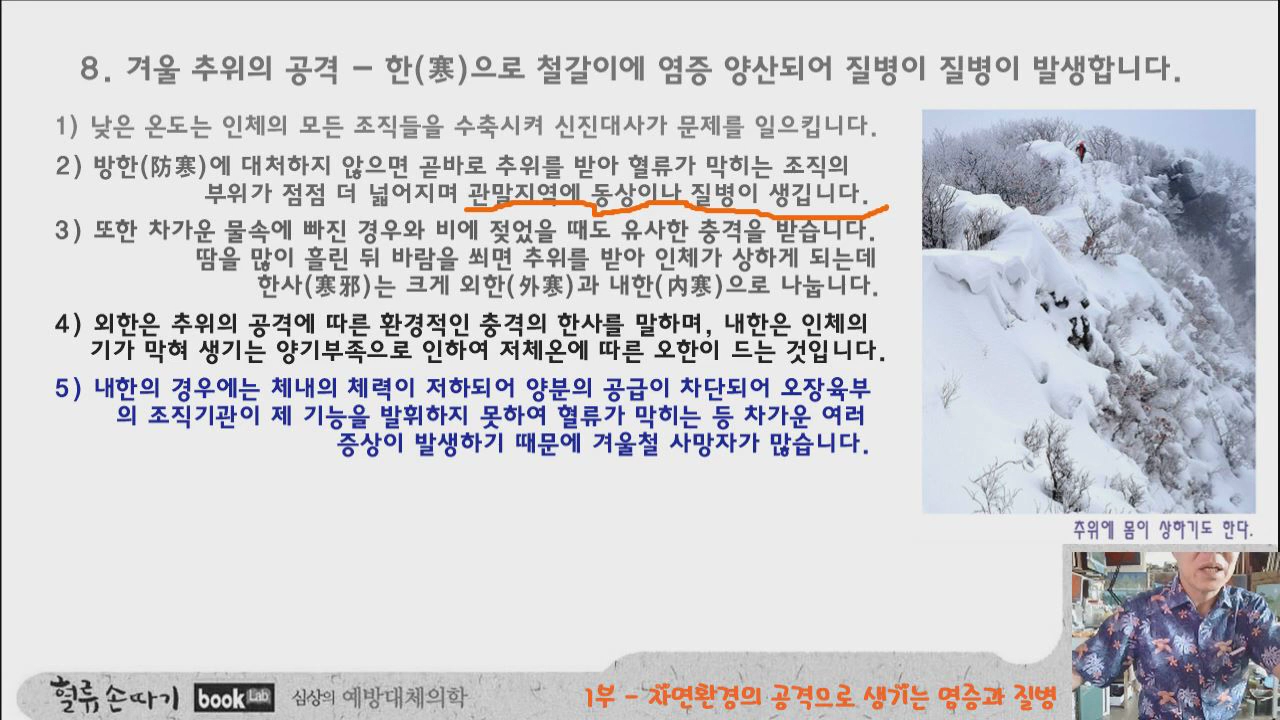 8. 겨울 추위의 공격 - 한(寒)으로 철갈이에 염증 양산되어 질병이 질병이 발생합니다.
1) 낮은 온도는 인체의 모든 조직들을 수축시켜 신진대사가 문제를 일으킵니다.
2) 방한(防寒)에 대처하지 않으면 곧바로 추위를 받아 혈류가 막히는 조직의
부위가 점점 더 넓어지며 관말지역에 동상이나 질병이 생깁니다.
3) 또한 차가운 물속에 빠진 경우와 비에 젖었을 때도 유사한 충격을 받습니다.
땀을 많이 흘린 뒤 바람을 쐬면 추위를 받아 인체가 상하게 되는데
한사(寒邪)는 크게 외한(外寒)과 내한(内寒)으로 나눕니다.
4) 외한은 추위의 공격에 따른 환경적인 충격의 한사를 말하며, 내한은 인체의
기가 막혀 생기는 양기부족으로 인하여 저체온에 따른 오한이 드는 것입니다.
5) 내한의 경우에는 체내의 체력이 저하되어 양분의 공급이 차단되어 오장육부
의 조직기관이 제 기능을 발휘하지 못하여 혈류가 막히는 등 차가운 여러
증상이 발생하기 때문에 겨울철 사망자가 많습니다.
추위에 몸이 상하기도 한다.
혈류 손따기 book Lab 심상의 예방대체의학
1부 - 자연환경의 공격으로 생기는 염증과 질병